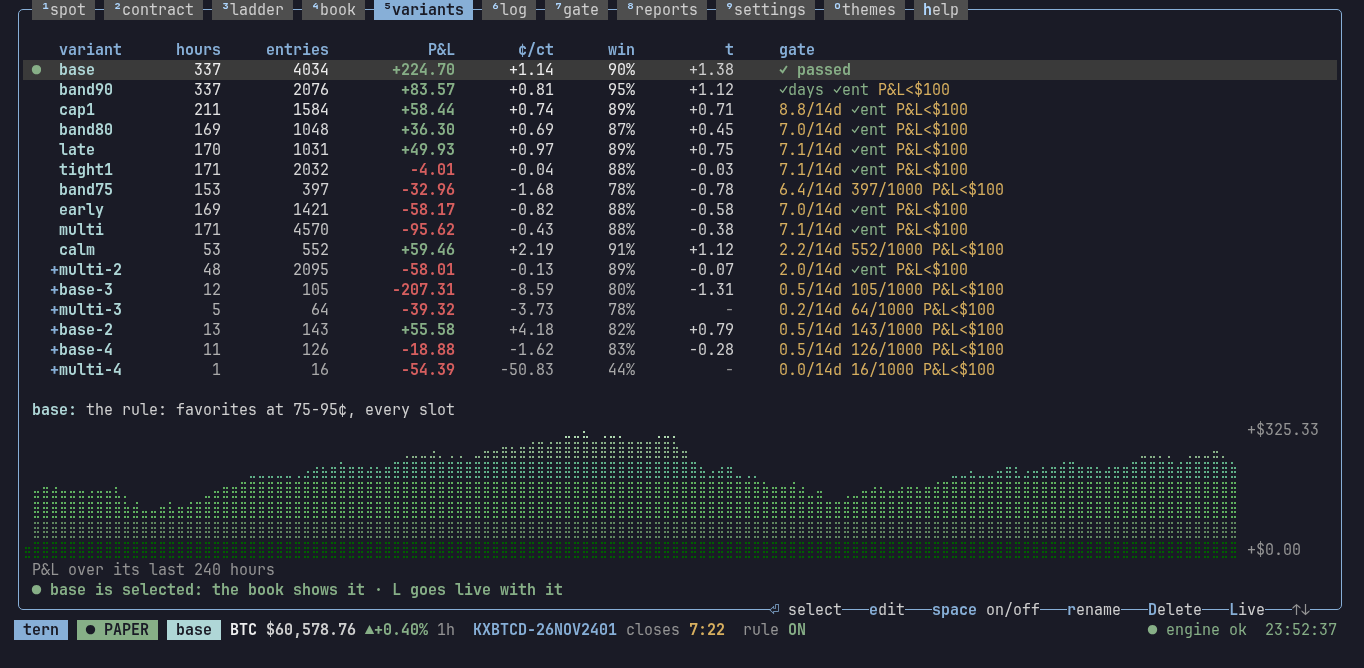 ¹spot ²contract ³ladder ⁴book ⁵variants ⁶log ⁷gate ⁸reports ⁹settings ⁰themes help
variant hours entries P&L ¢/ct win t gate
● base 337 4034 +224.70 +1.14 90% +1.38 ✓ passed
band90 337 2076 +83.57 +0.81 95% +1.12 ✓days ✓ent P&L<$100
cap1 211 1584 +58.44 +0.74 89% +0.71 8.8/14d ✓ent P&L<$100
band80 169 1048 +36.30 +0.69 87% +0.45 7.0/14d ✓ent P&L<$100
late 170 1031 +49.93 +0.97 89% +0.75 7.1/14d ✓ent P&L<$100
tight1 171 2032 -4.01 -0.04 88% -0.03 7.1/14d ✓ent P&L<$100
band75 153 397 -32.96 -1.68 78% -0.78 6.4/14d 397/1000 P&L<$100
early 169 1421 -58.17 -0.82 88% -0.58 7.0/14d ✓ent P&L<$100
multi 171 4570 -95.62 -0.43 88% -0.38 7.1/14d ✓ent P&L<$100
calm 53 552 +59.46 +2.19 91% +1.12 2.2/14d 552/1000 P&L<$100
+multi-2 48 2095 -58.01 -0.13 89% -0.07 2.0/14d ✓ent P&L<$100
+base-3 12 105 -207.31 -8.59 80% -1.31 0.5/14d 105/1000 P&L<$100
+multi-3 5 64 -39.32 -3.73 78% - 0.2/14d 64/1000 P&L<$100
+base-2 13 143 +55.58 +4.18 82% +0.79 0.5/14d 143/1000 P&L<$100
+base-4 11 126 -18.88 -1.62 83% -0.28 0.5/14d 126/1000 P&L<$100
+multi-4 1 16 -54.39 -50.83 44% - 0.0/14d 16/1000 P&L<$100
base: the rule: favorites at 75-95¢, every slot
+$325.33
+$0.00
P&L over its last 240 hours
● base is selected: the book shows it · L goes live with it
⏎ select edit space on/off rename Delete Live ↑↓
tern ● PAPER base BTC $60,578.76 ▲+0.40% 1h KXBTCD-26NOV2401 closes 7:22 rule ON ● engine ok 23:52:37